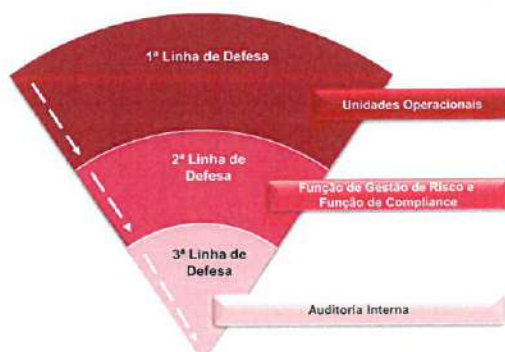 1ª Linha de Defesa
Unidades Operacionais
2ª Linha de
Defesa
Função de Gestão de Risco e
Função de Compliance
3ª Linha de
Defesa
Auditoria Interna